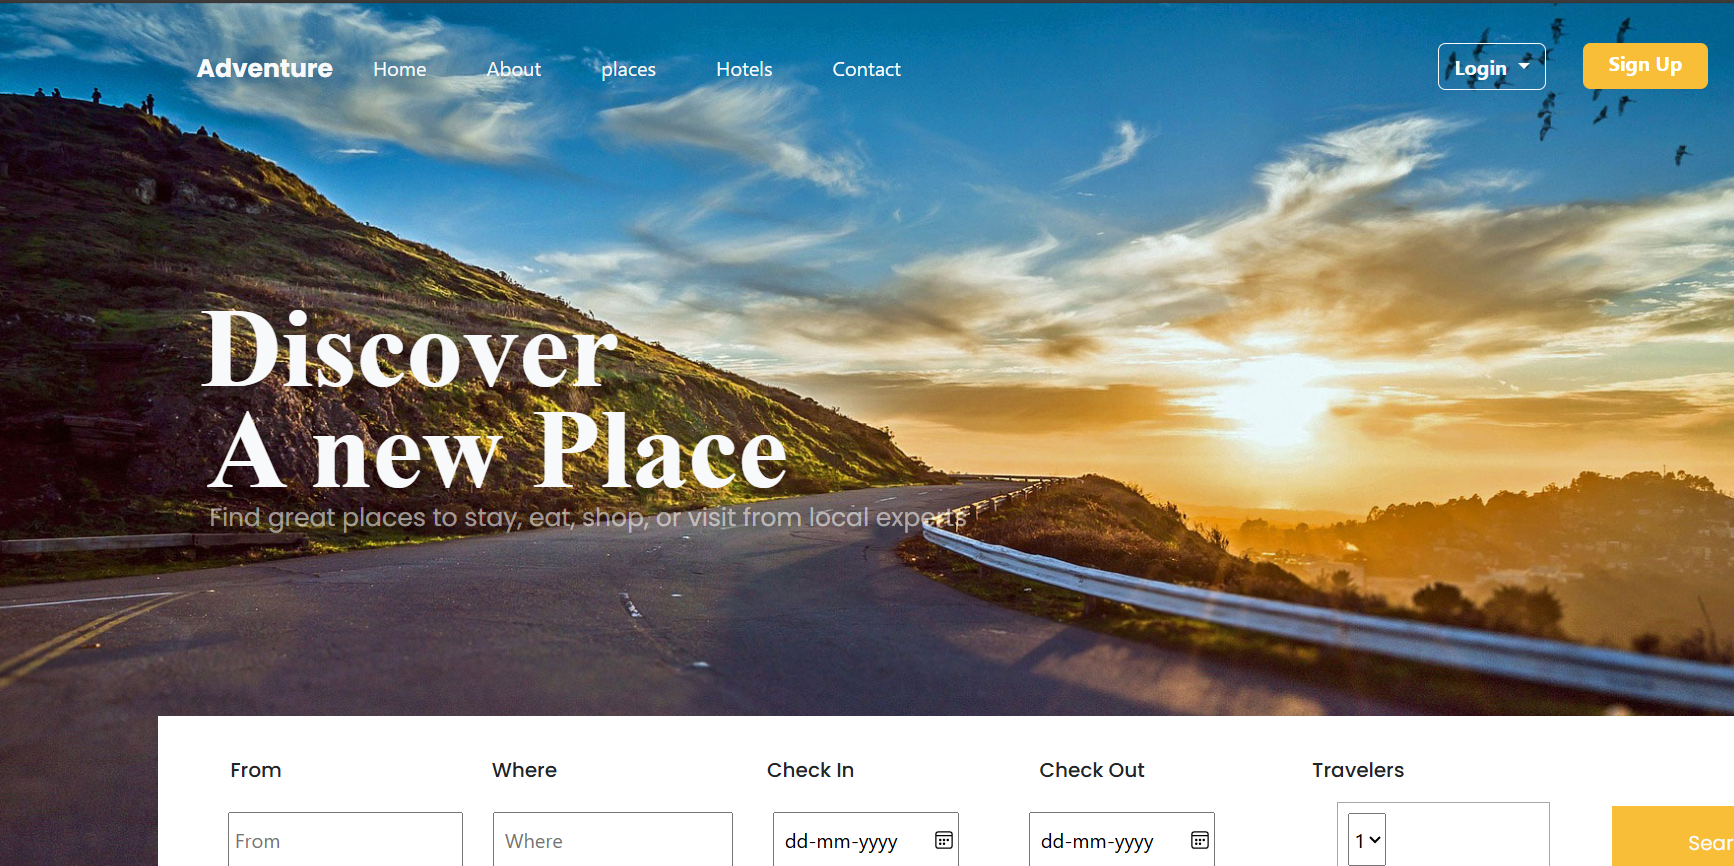 Adventure Home About places Hotels Contact Login Sign Up
Discover
A new Place
Find great places to stay, eat, shop, or visit from local experts
From Where Check In Check Out Travelers
From Where dd-mm-yyyy dd-mm-yyyy 1